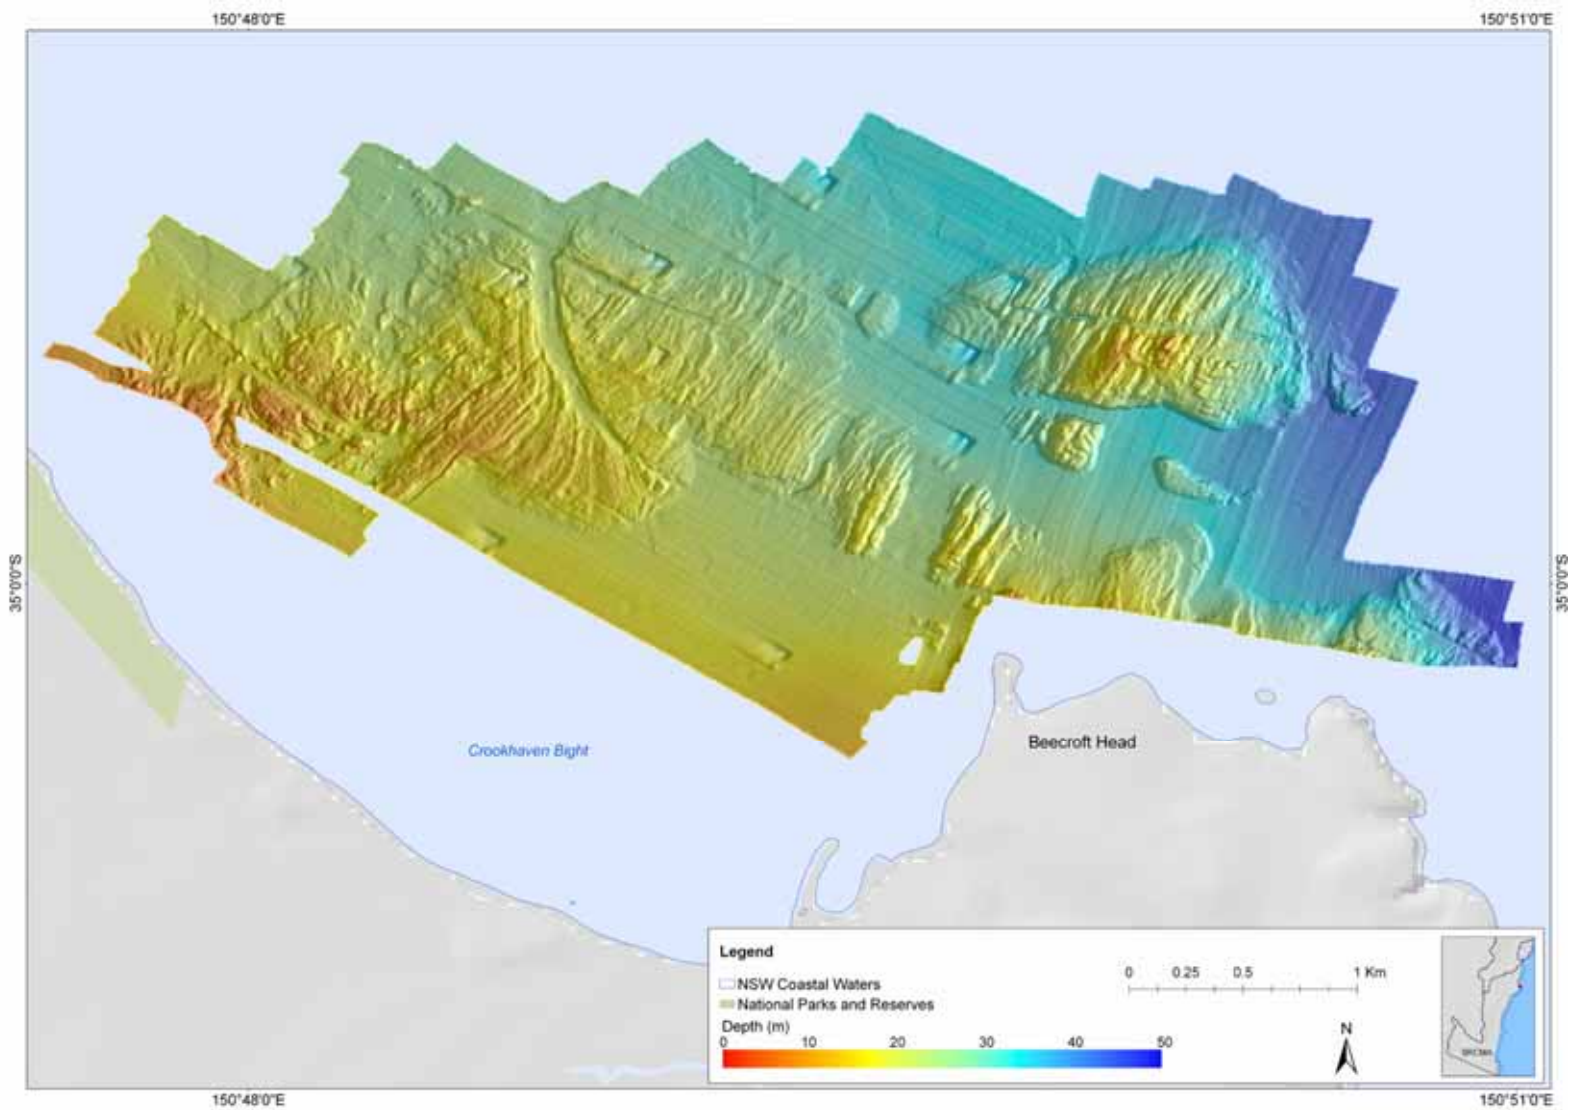 150°48'0"E
150°51'0"E
35°0'0"S
35°0'0"S
Crookhaven Bight
Beecroft Head
Legend
NSW Coastal Waters
National Parks and Reserves
Depth (m)
0 10 20 30 40 50
0 0.25 0.5 1 Km
N
150°48'0"E
150°51'0"E